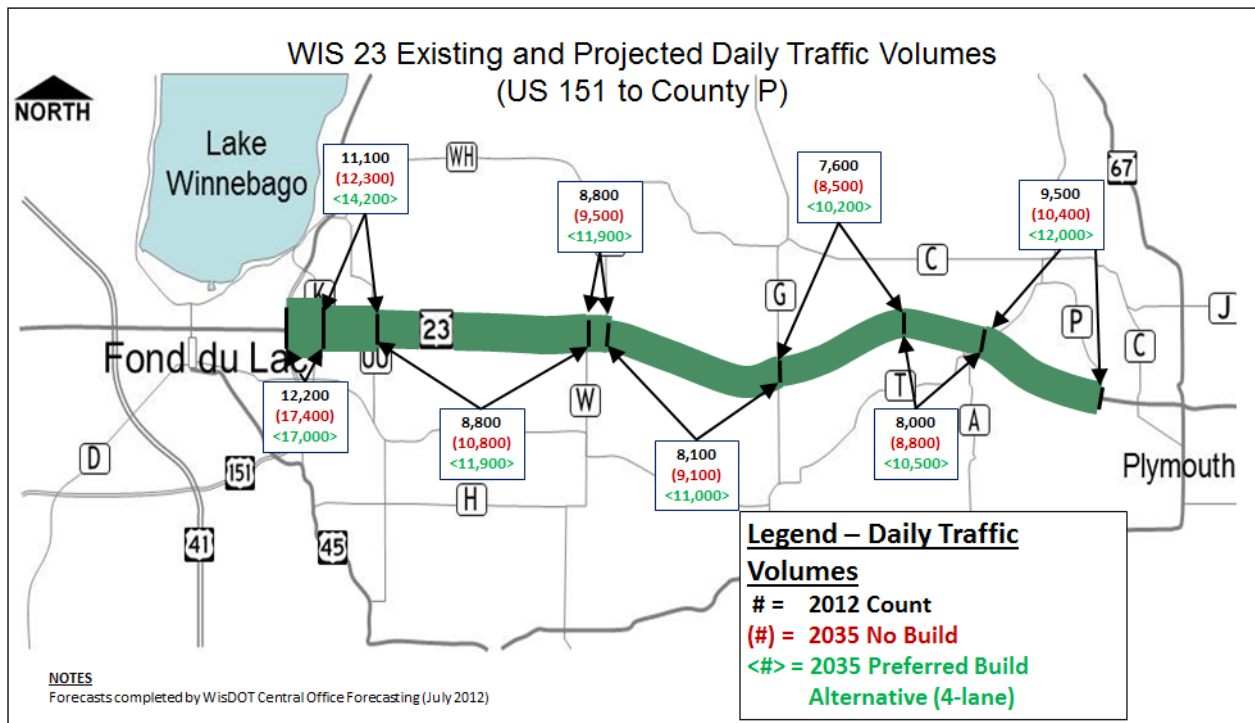 WIS 23 Existing and Projected Daily Traffic Volumes
(US 151 to County P)
NORTH
Lake
Winnebago
WH
67
11,100
(12,300)
<14,200>
8,800
(9,500)
<11,900>
7,600
(8,500)
<10,200>
9,500
(10,400)
<12,000>
C
K
23
G
P
J
C
Fond du Lac
UU
W
T
A
12,200
(17,400)
<17,000>
8,800
(10,800)
<11,900>
8,100
(9,100)
<11,000>
8,000
(8,800)
<10,500>
D
151
H
Plymouth
41
45
Legend – Daily Traffic
Volumes
# = 2012 Count
(#) = 2035 No Build
<#> = 2035 Preferred Build
Alternative (4-lane)
NOTES
Forecasts completed by WisDOT Central Office Forecasting (July 2012)